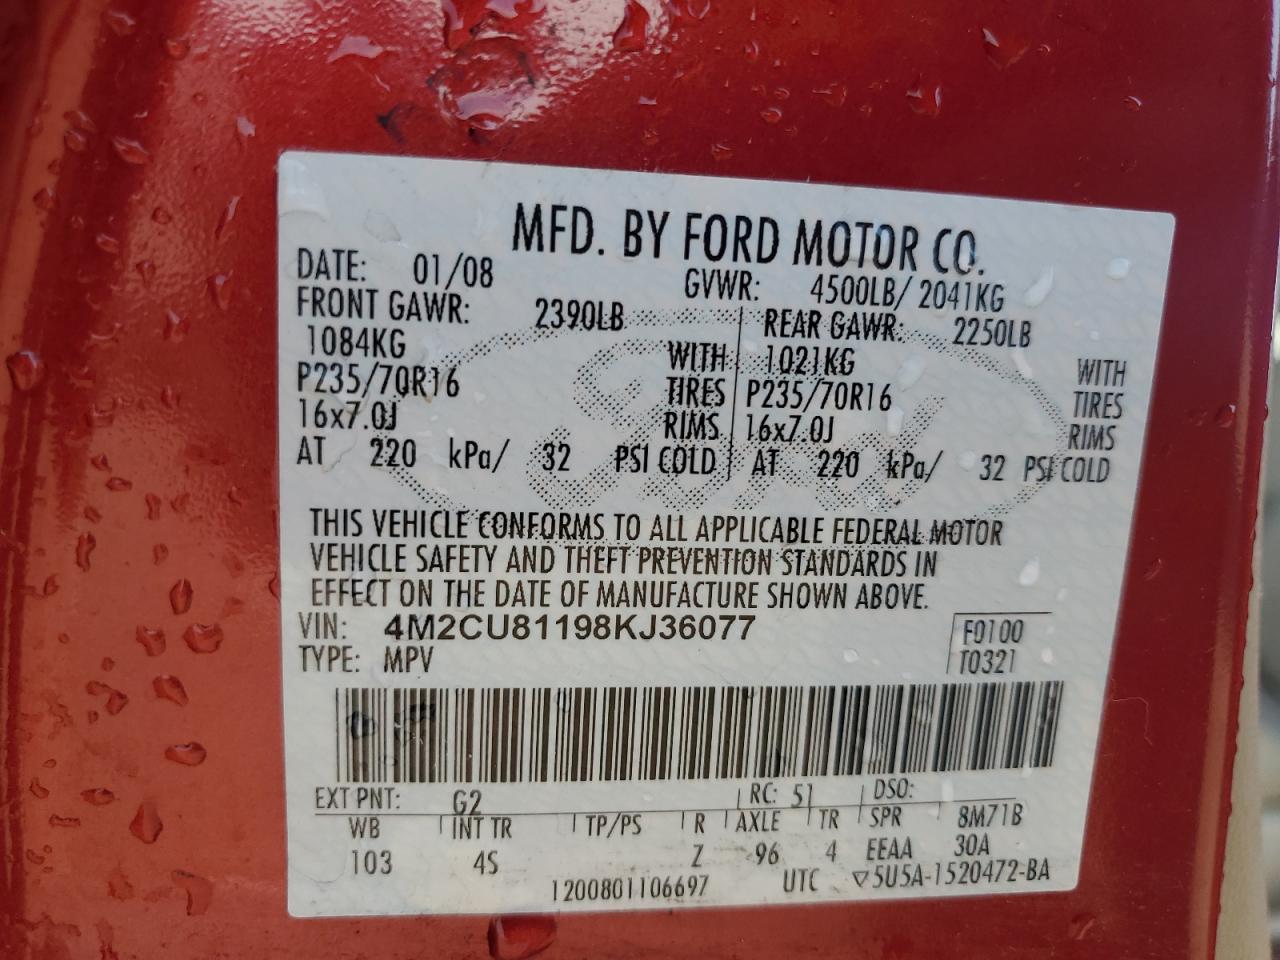 MFD. BY FORD MOTOR CO.
DATE: 01/08 GVWR: 4500LB/ 2041KG
FRONT GAWR: 2390LB REAR GAWR: 2250LB
1084KG WITH 1021KG WITH
P235/70R16 TIRES P235/70R16 TIRES
16x7.0J RIMS 16x7.0J RIMS
AT 220 kPa/ 32 PSI COLD AT 220 kPa/ 32 PSI COLD
Ford
THIS VEHICLE CONFORMS TO ALL APPLICABLE FEDERAL MOTOR
VEHICLE SAFETY AND THEFT PREVENTION STANDARDS IN
EFFECT ON THE DATE OF MANUFACTURE SHOWN ABOVE.
VIN: 4M2CU81198KJ36077 F0100
TYPE: MPV T0321
EXT PNT: G2 RC: 51 DSO:
WB INT TR TP/PS R AXLE TR SPR 8M71B
103 4S Z 96 4 EEAA 30A
1200801106697 UTC ▽5U5A-1520472-BA